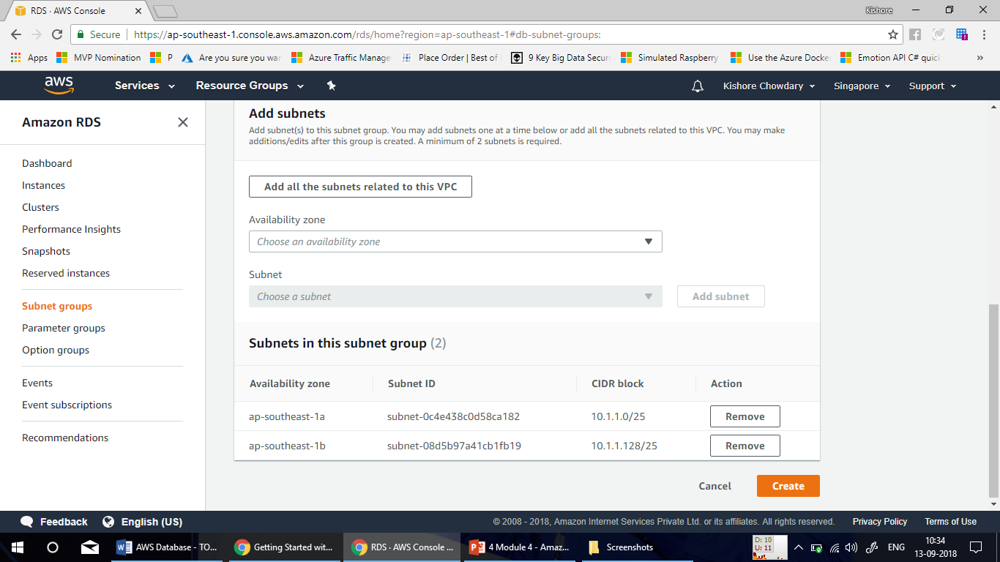 RDS · AWS Console
Kishore
Secure
https://ap-southeast-1.console.aws.amazon.com/rds/home?region=ap-southeast-1#db-subnet-groups:
Apps
MVP Nomination
P
Are you sure you wan
Azure Traffic Manage
Place Order | Best of
9 Key Big Data Secur
Simulated Raspberry
Use the Azure Docke
Emotion API C# quick
»
aws
Services
Resource Groups
Kishore Chowdary
Singapore
Support
Amazon RDS
Dashboard
Instances
Clusters
Performance Insights
Snapshots
Reserved instances
Subnet groups
Parameter groups
Option groups
Events
Event subscriptions
Recommendations
Add subnets
Add subnet(s) to this subnet group. You may add subnets one at a time below or add all the subnets related to this VPC. You may make
additions/edits after this group is created. A minimum of 2 subnets is required.
Add all the subnets related to this VPC
Availability zone
Choose an availability zone
Subnet
Choose a subnet
Add subnet
Subnets in this subnet group (2)
Availability zone Subnet ID CIDR block Action
ap-southeast-1a subnet-0c4e438c0d58ca182 10.1.1.0/25 Remove
ap-southeast-1b subnet-08d5b97a41cb1fb19 10.1.1.128/25 Remove
Cancel
Create
Feedback
English (US)
© 2008 - 2018, Amazon Internet Services Private Ltd. or its affiliates. All rights reserved.
Privacy Policy
Terms of Use
AWS Database - TO...
Getting Started wit...
RDS · AWS Console ...
4 Module 4 - Amaz...
Screenshots
D: 10
U: 11
ENG
10:34
13-09-2018